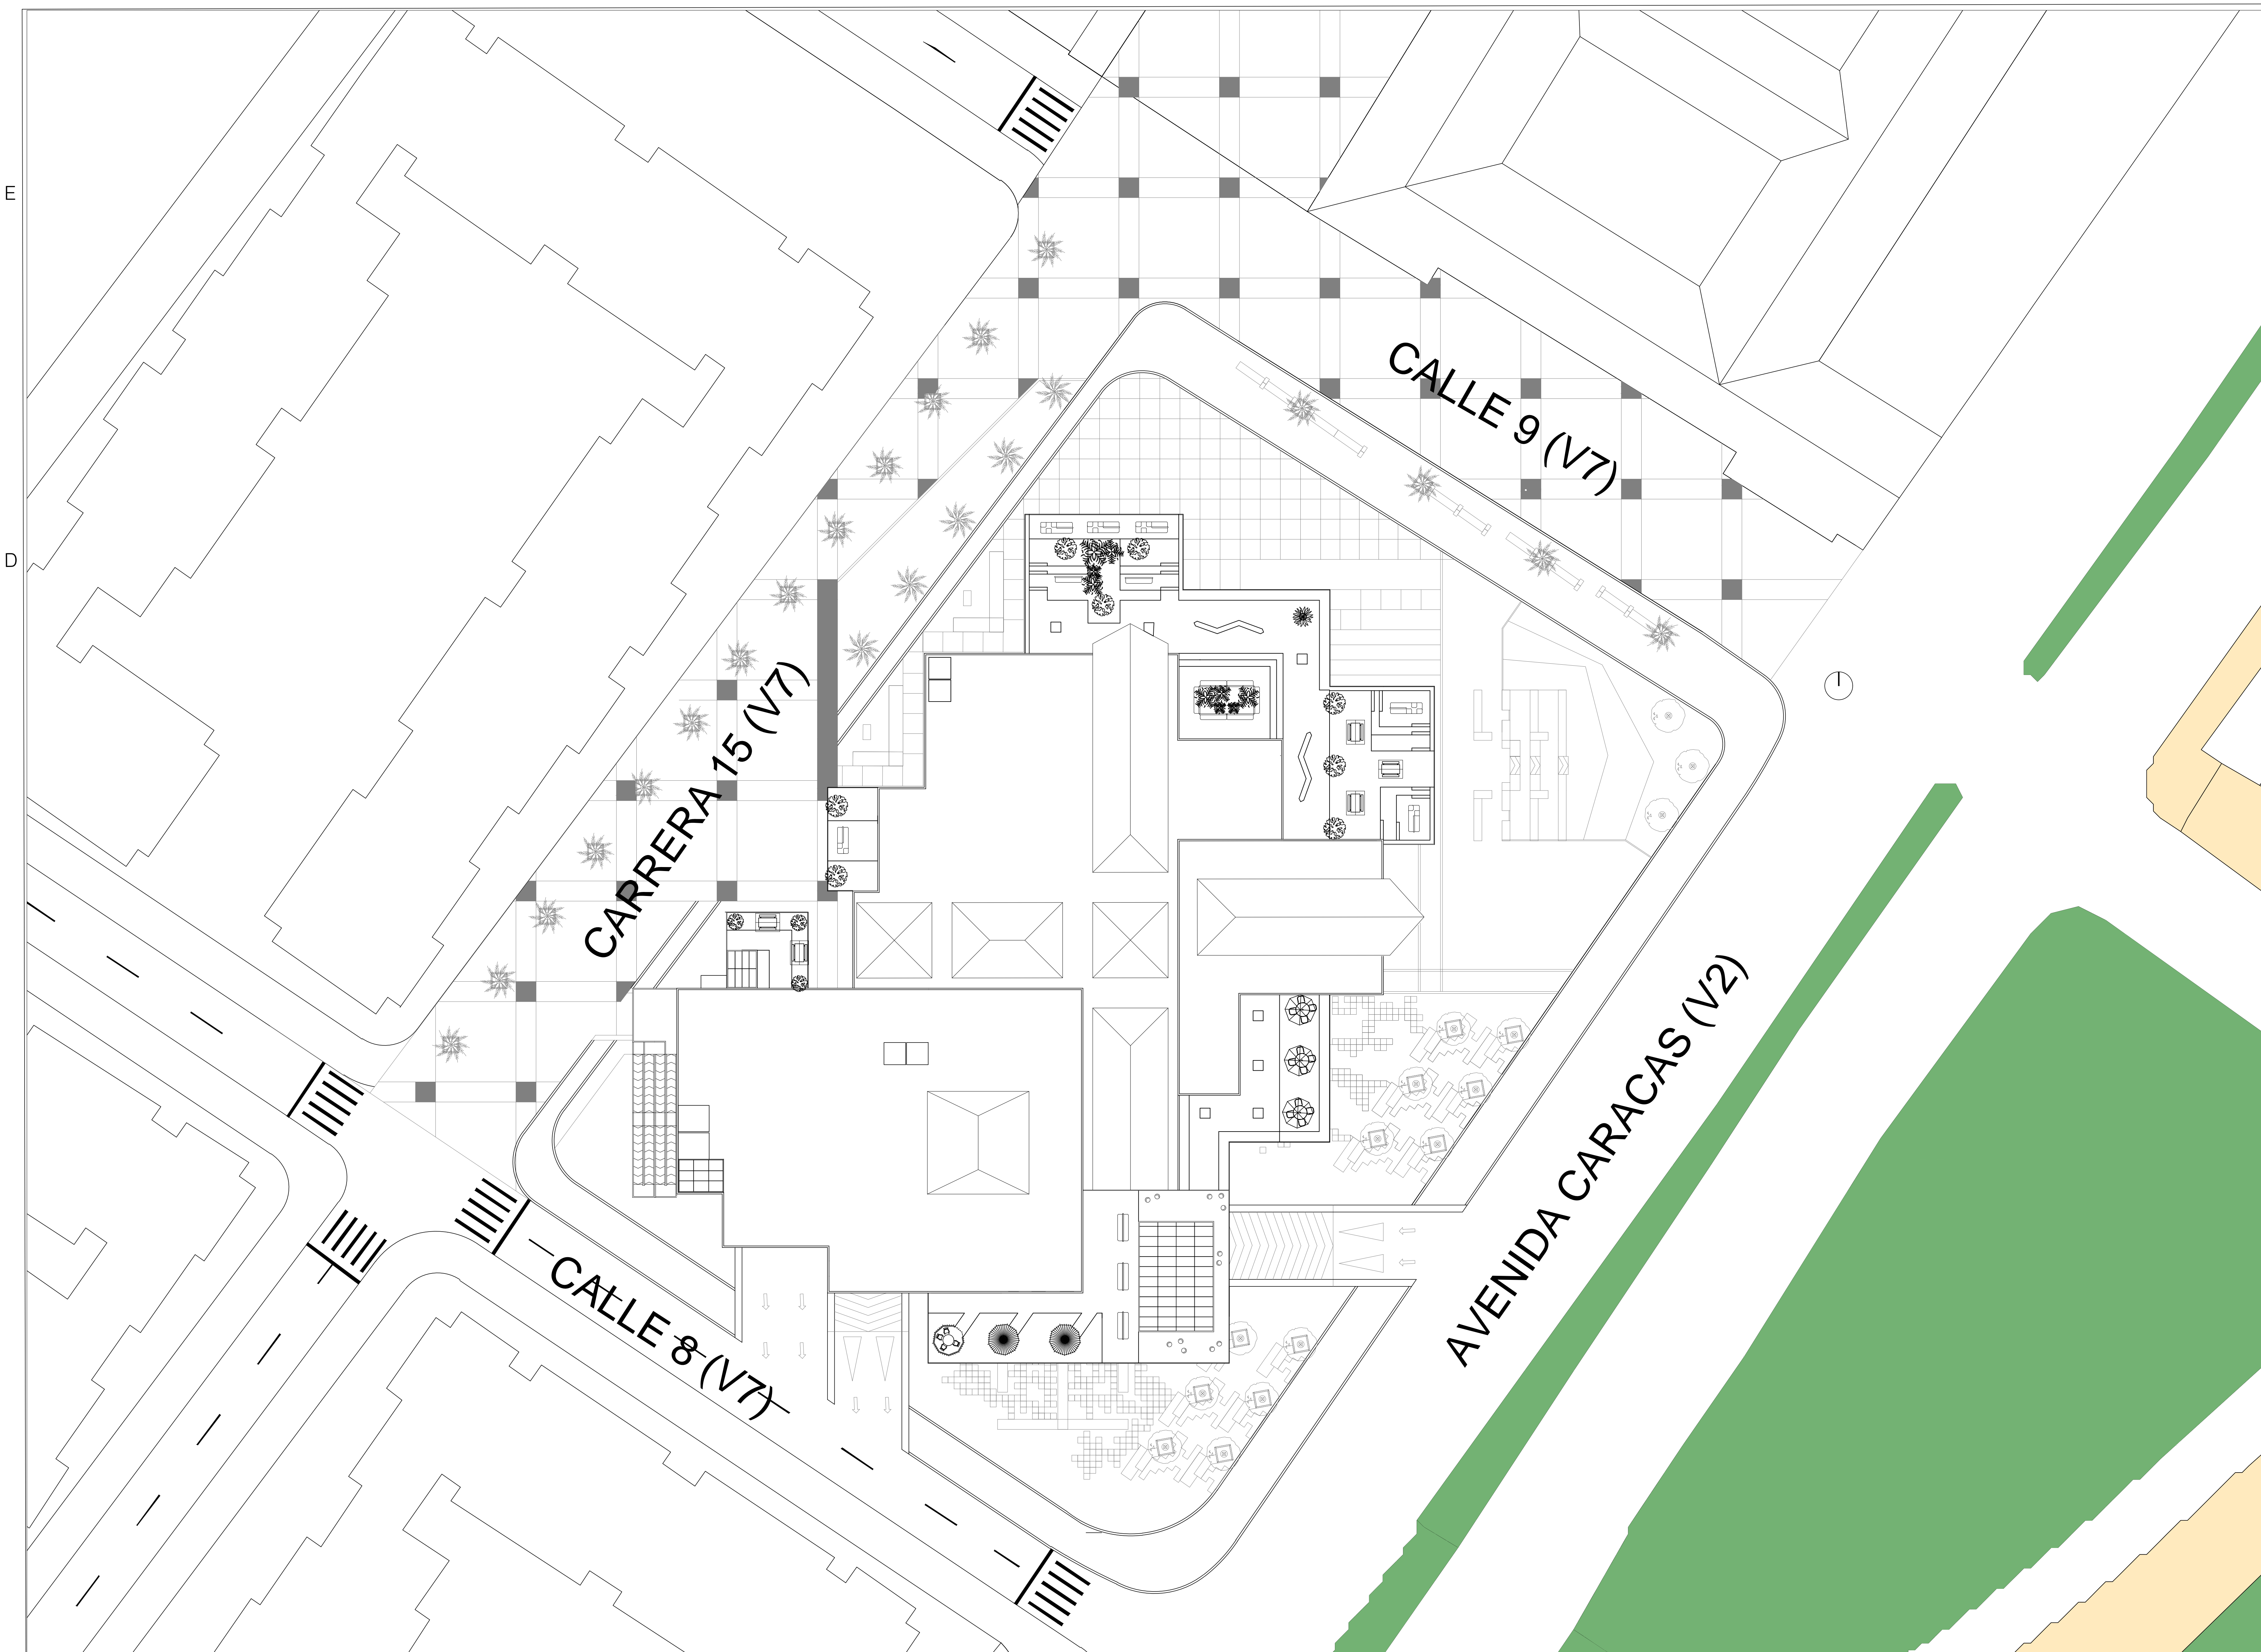 E
CALLE 9 (V7)
D
CARRERA 15 (V7)
AVENIDA CARACAS (V2)
CALLE 8 (V7)